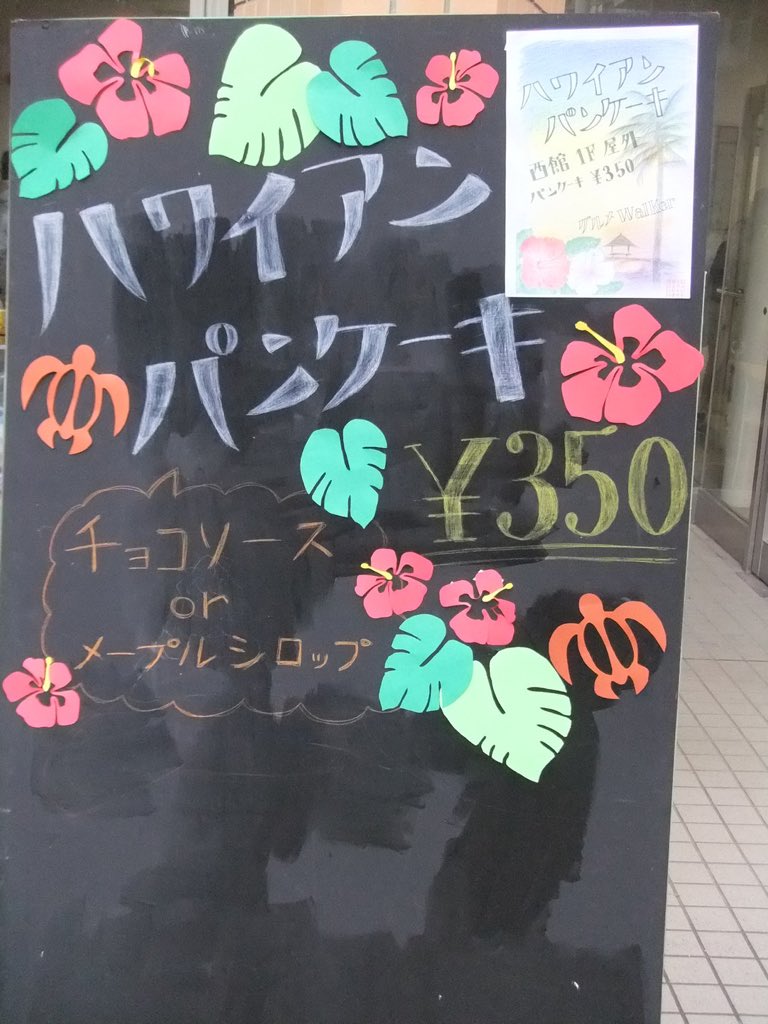 ハワイアン
パンケーキ
¥350
チョコソース
or
メープルシロップ
ハワイアン
パンケーキ
西館 1F 屋外
パンケーキ ¥350
グルメ Walker